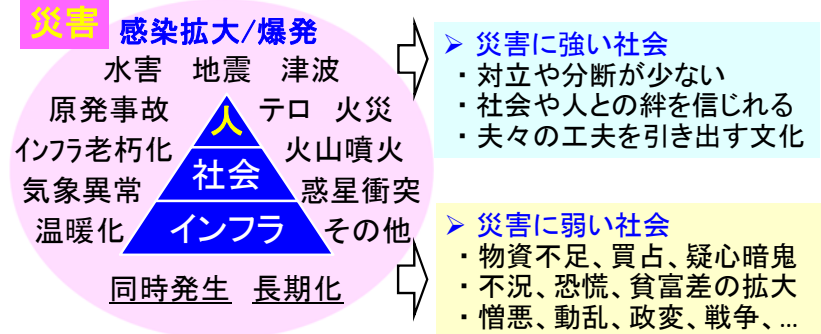 災害
感染拡大/爆発
水害 地震 津波
原発事故 テロ 火災
インフラ老朽化 火山噴火
気象異常 惑星衝突
温暖化 その他
人
社会
インフラ
同時発生 長期化
➢ 災害に強い社会
・対立や分断が少ない
・社会や人との絆を信じれる
・夫々の工夫を引き出す文化
➢ 災害に弱い社会
・物資不足、買占、疑心暗鬼
・不況、恐慌、貧富差の拡大
・憎悪、動乱、政変、戦争、...